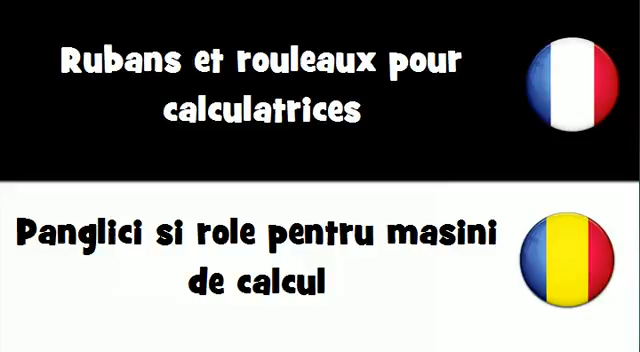 Rubans et rouleaux pour
calculatrices
Panglici si role pentru masini
de calcul